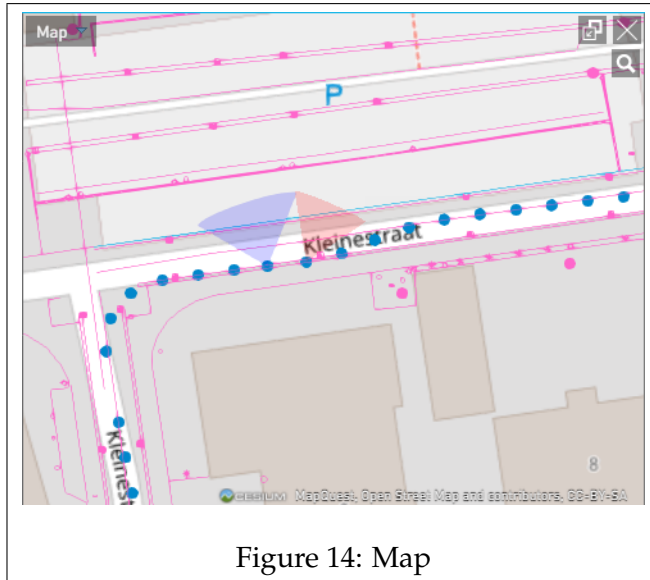 Map
P
Kleinestraat
Kleinest
8
CESIUM MapQuest, Open Street Map and contributors, CC-BY-SA
Figure 14: Map